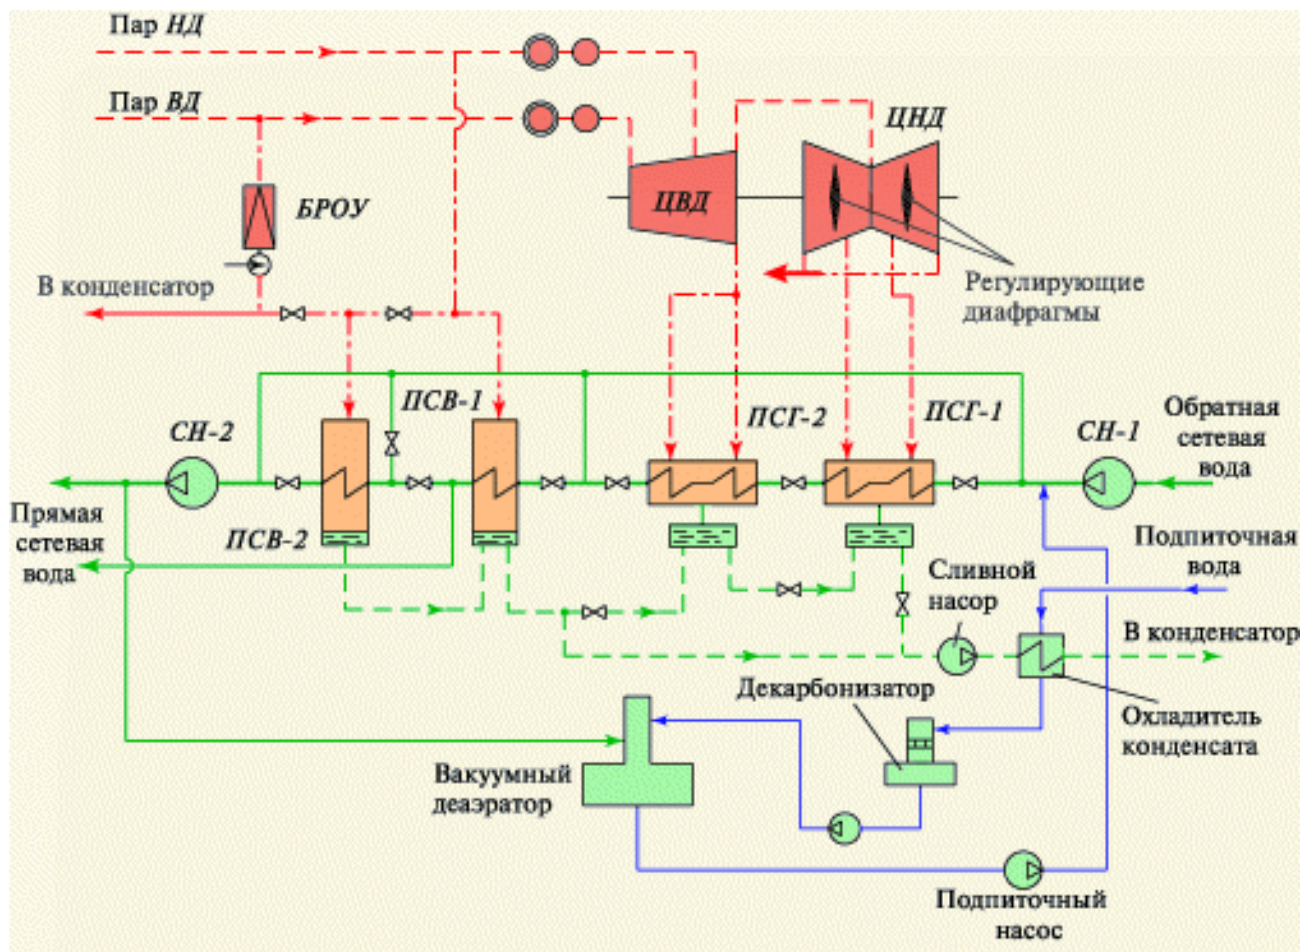 Пар НД
Пар ВД
ЦНД
ЦВД
БРОУ
В конденсатор
Регулирующие
диафрагмы
ПСВ-1
ПСГ-2
ПСГ-1
Обратная
сетевая
вода
СН-2
СН-1
Прямая
сетевая
вода
ПСВ-2
Подпиточная
вода
Сливной
насор
В конденсатор
Декарбонизатор
Охладитель
конденсата
Вакуумный
деаэратор
Подпиточный
насос